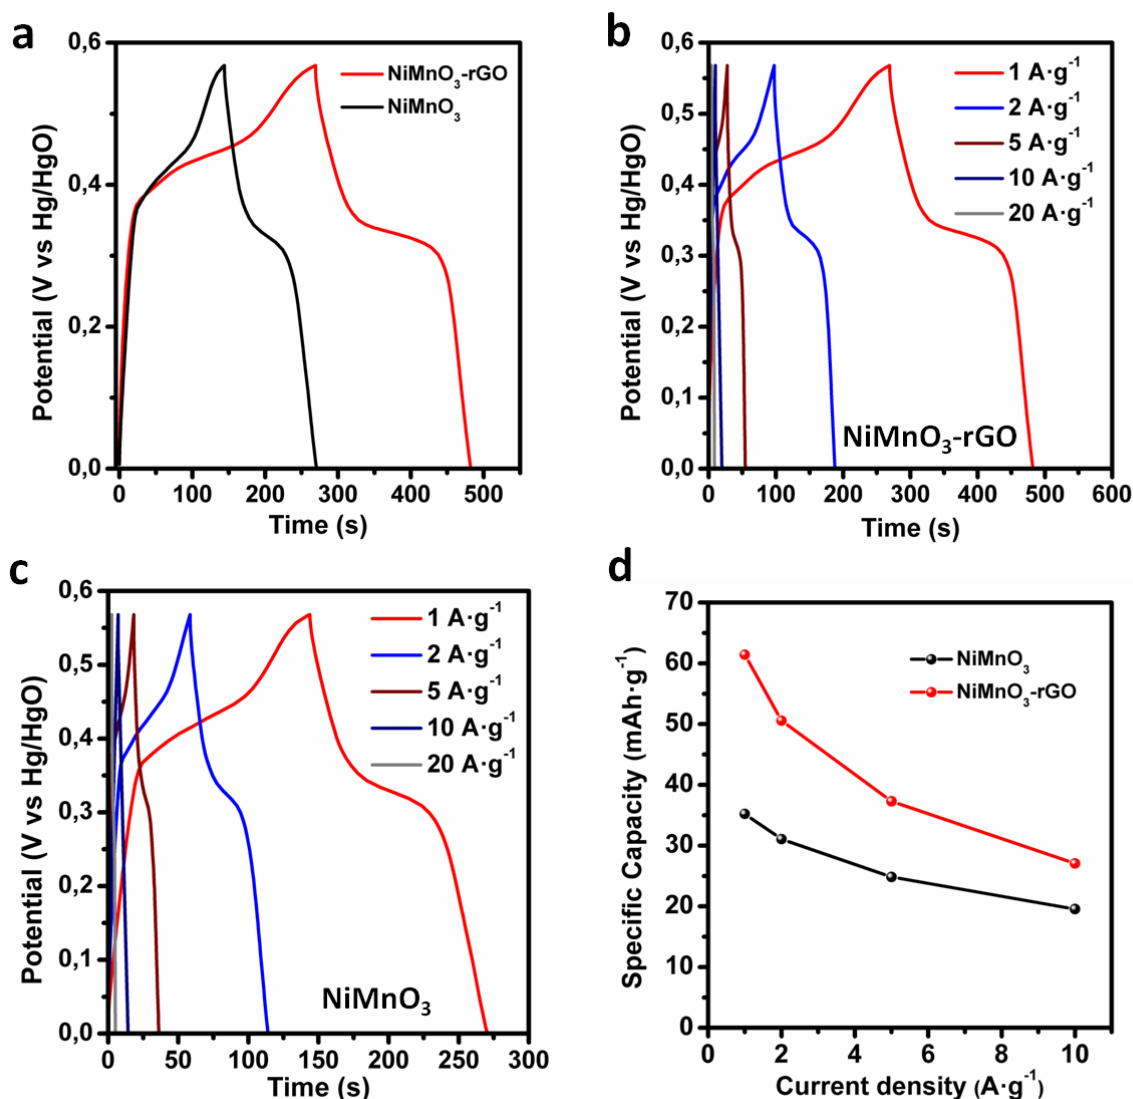 a
0,6
0,4
0,2
0,0
Potential (V vs Hg/HgO)
0 100 200 300 400 500
Time (s)
NiMnO₃-rGO
NiMnO₃
b
0,6
0,5
0,4
0,3
0,2
0,1
0,0
Potential (V vs Hg/HgO)
0 100 200 300 400 500 600
Time (s)
1 A·g⁻¹
2 A·g⁻¹
5 A·g⁻¹
10 A·g⁻¹
20 A·g⁻¹
NiMnO₃-rGO
c
0,6
0,5
0,4
0,3
0,2
0,1
0,0
Potential (V vs Hg/HgO)
0 50 100 150 200 250 300
Time (s)
1 A·g⁻¹
2 A·g⁻¹
5 A·g⁻¹
10 A·g⁻¹
20 A·g⁻¹
NiMnO₃
d
70
60
50
40
30
20
10
0
Specific Capacity (mAh·g⁻¹)
0 2 4 6 8 10
Current density (A·g⁻¹)
NiMnO₃
NiMnO₃-rGO